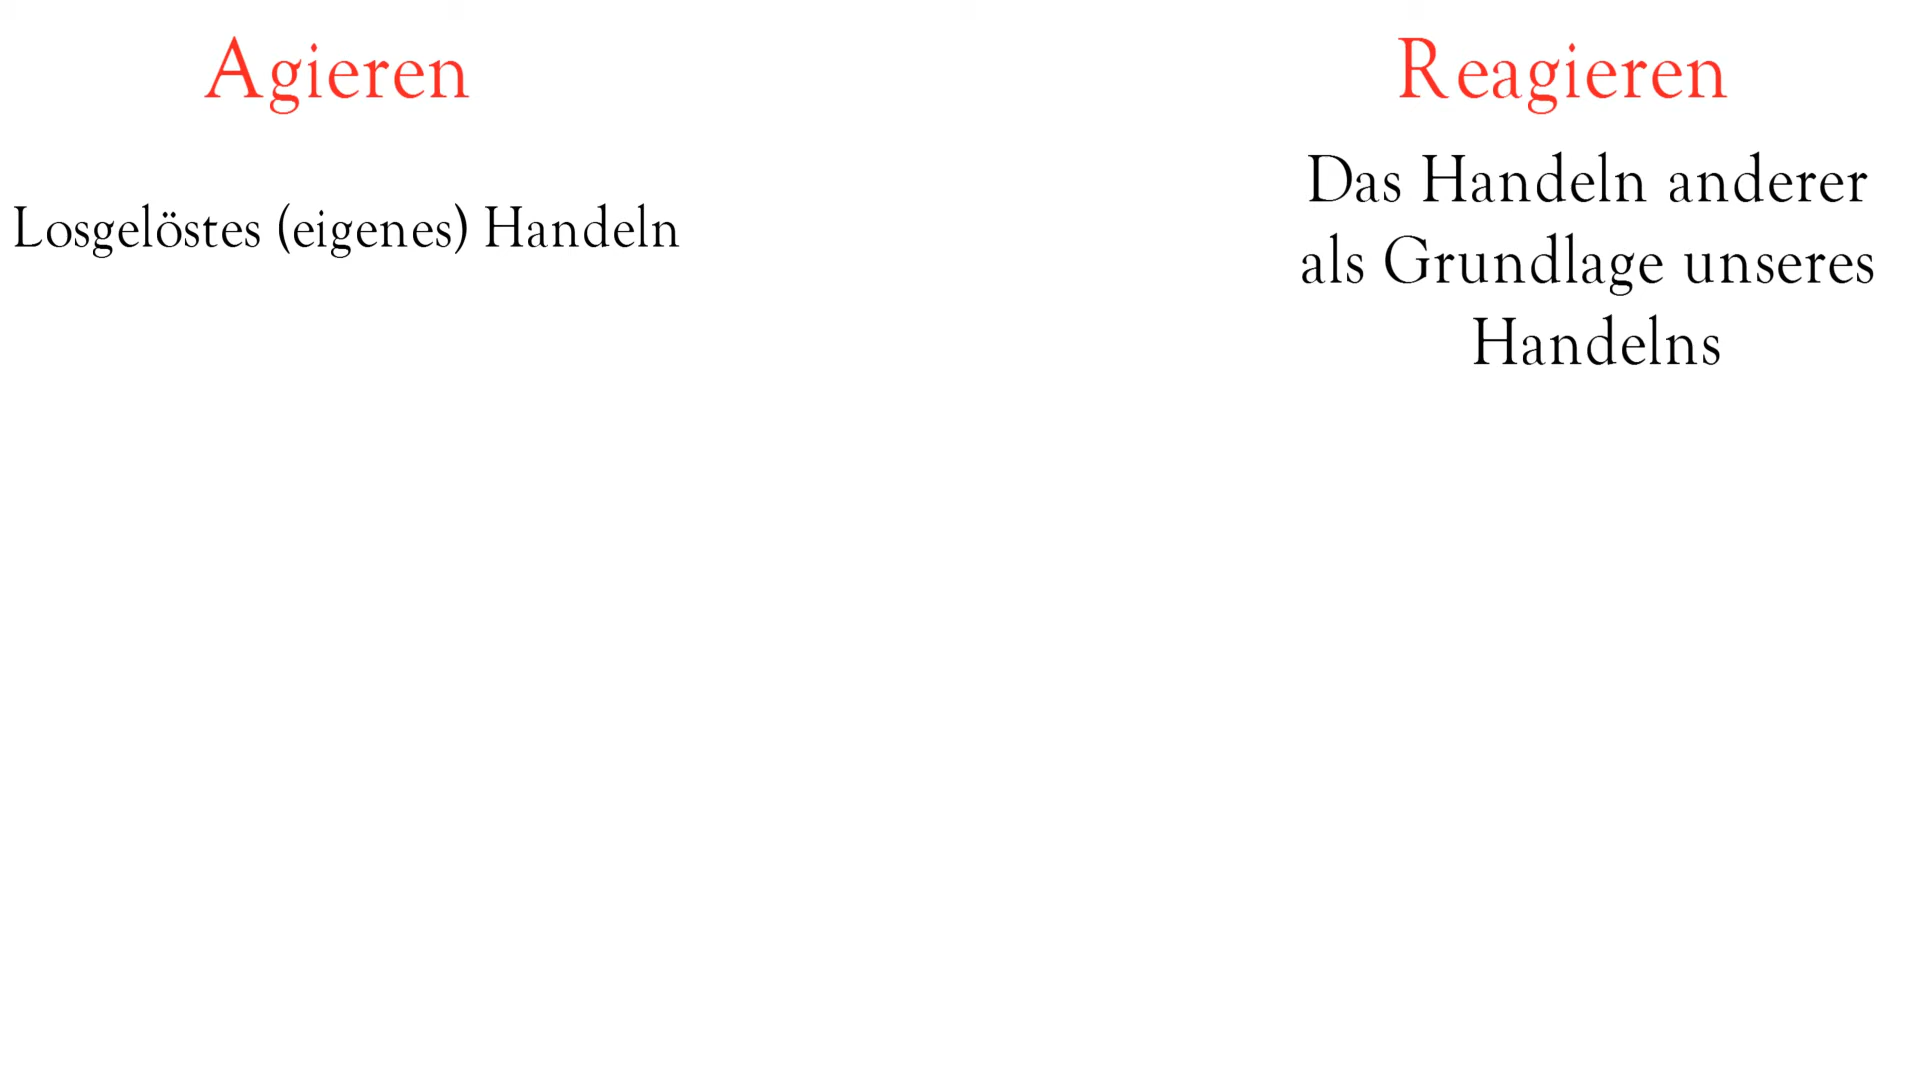 Agieren
Losgelöstes (eigenes) Handeln
Reagieren
Das Handeln anderer
als Grundlage unseres
Handelns